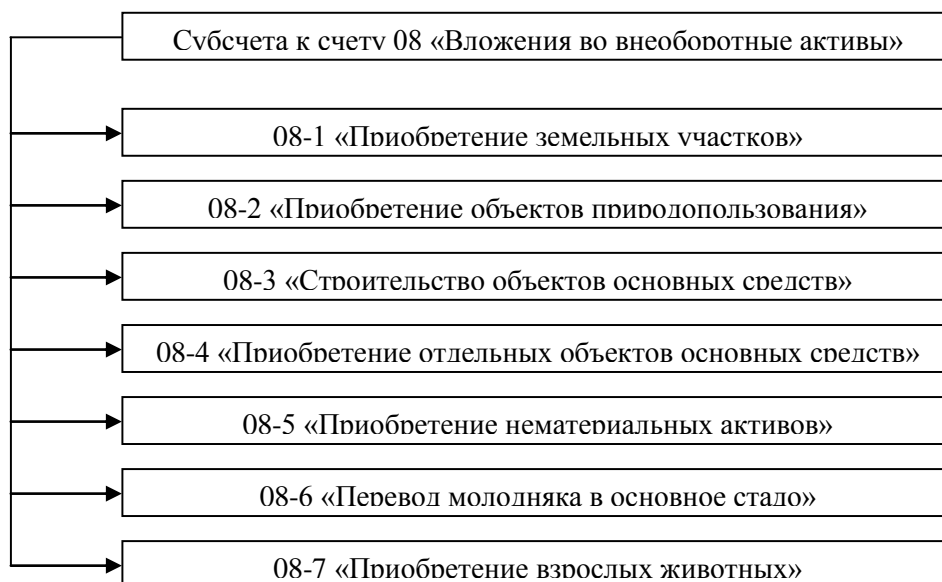 Субсчета к счету 08 «Вложения во внеоборотные активы»
08-1 «Приобретение земельных участков»
08-2 «Приобретение объектов природопользования»
08-3 «Строительство объектов основных средств»
08-4 «Приобретение отдельных объектов основных средств»
08-5 «Приобретение нематериальных активов»
08-6 «Перевод молодняка в основное стадо»
08-7 «Приобретение взрослых животных»